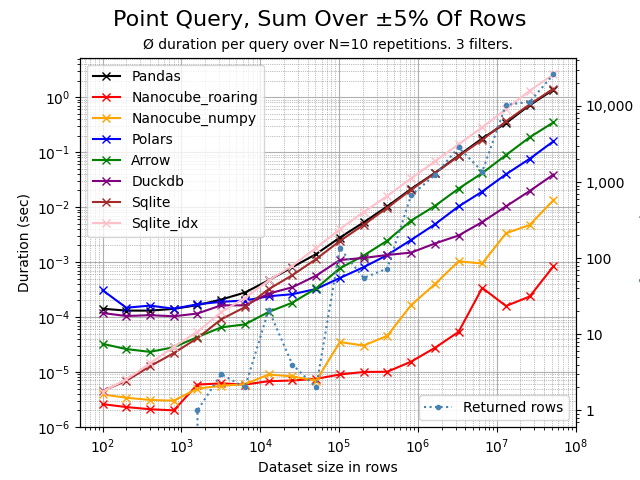 Point Query, Sum Over ±5% Of Rows
Ø duration per query over N=10 repetitions. 3 filters.
Duration (sec)
10⁰
10⁻¹
10⁻²
10⁻³
10⁻⁴
10⁻⁵
10⁻⁶
Pandas
Nanocube_roaring
Nanocube_numpy
Polars
Arrow
Duckdb
Sqlite
Sqlite_idx
10,000
1,000
100
10
1
Returned rows
10² 10³ 10⁴ 10⁵ 10⁶ 10⁷ 10⁸
Dataset size in rows